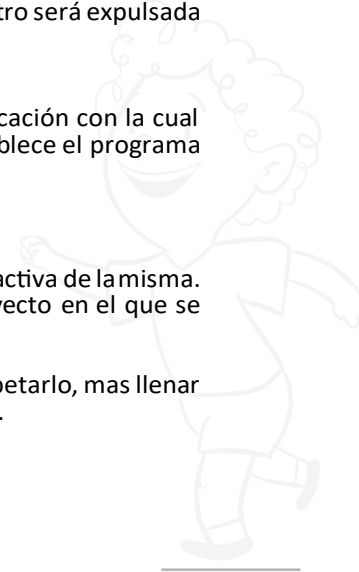 tro será expulsada
cación con la cual
blece el programa
activa de lamisma.
yecto en el que se
petarlo, mas llenar
.